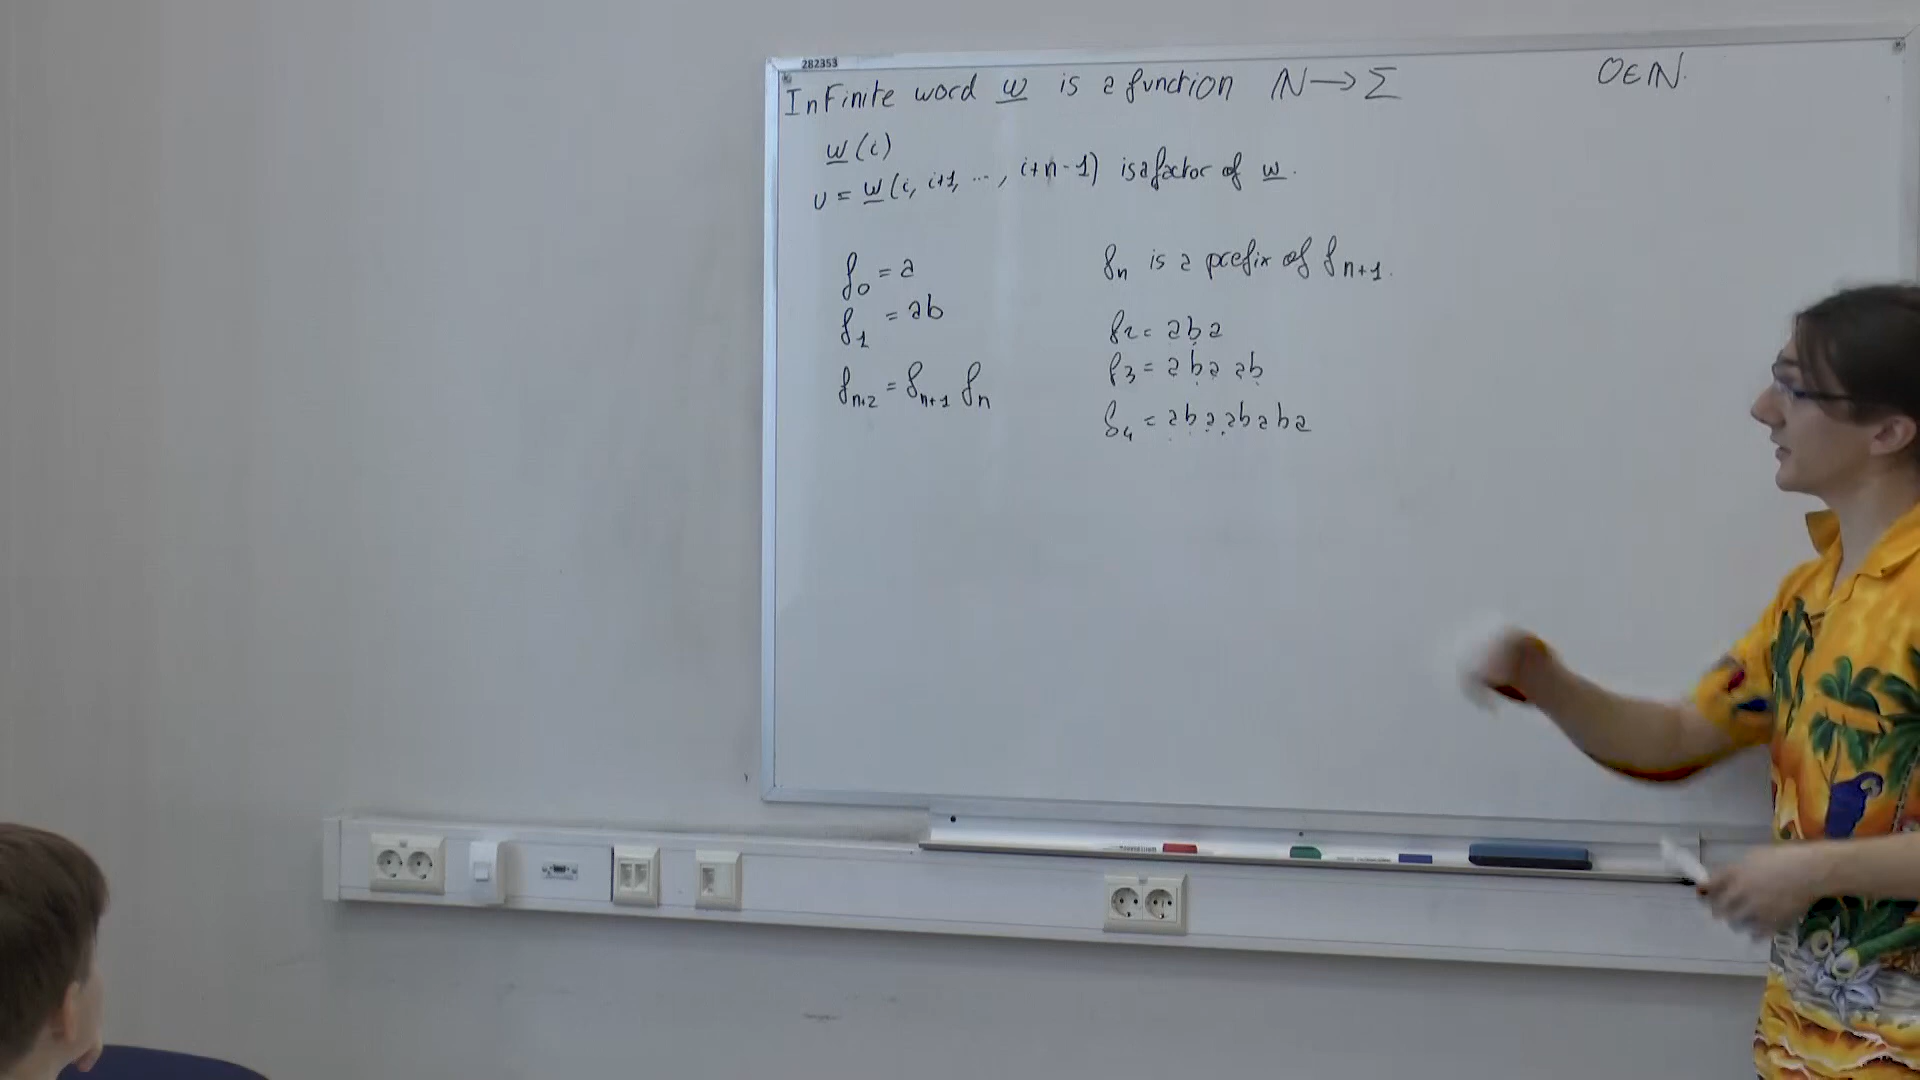 282353
Infinite word w is a function ℕ → Σ
0∈ℕ.
w(i)
u = w(i, i+1, ..., i+n-1) is a factor of w.
f₀ = a
f₁ = ab
fₙ₊₂ = fₙ₊₁ fₙ
fₙ is a prefix of fₙ₊₁.
f₂ = aba
f₃ = aba ab
f₄ = abaababa